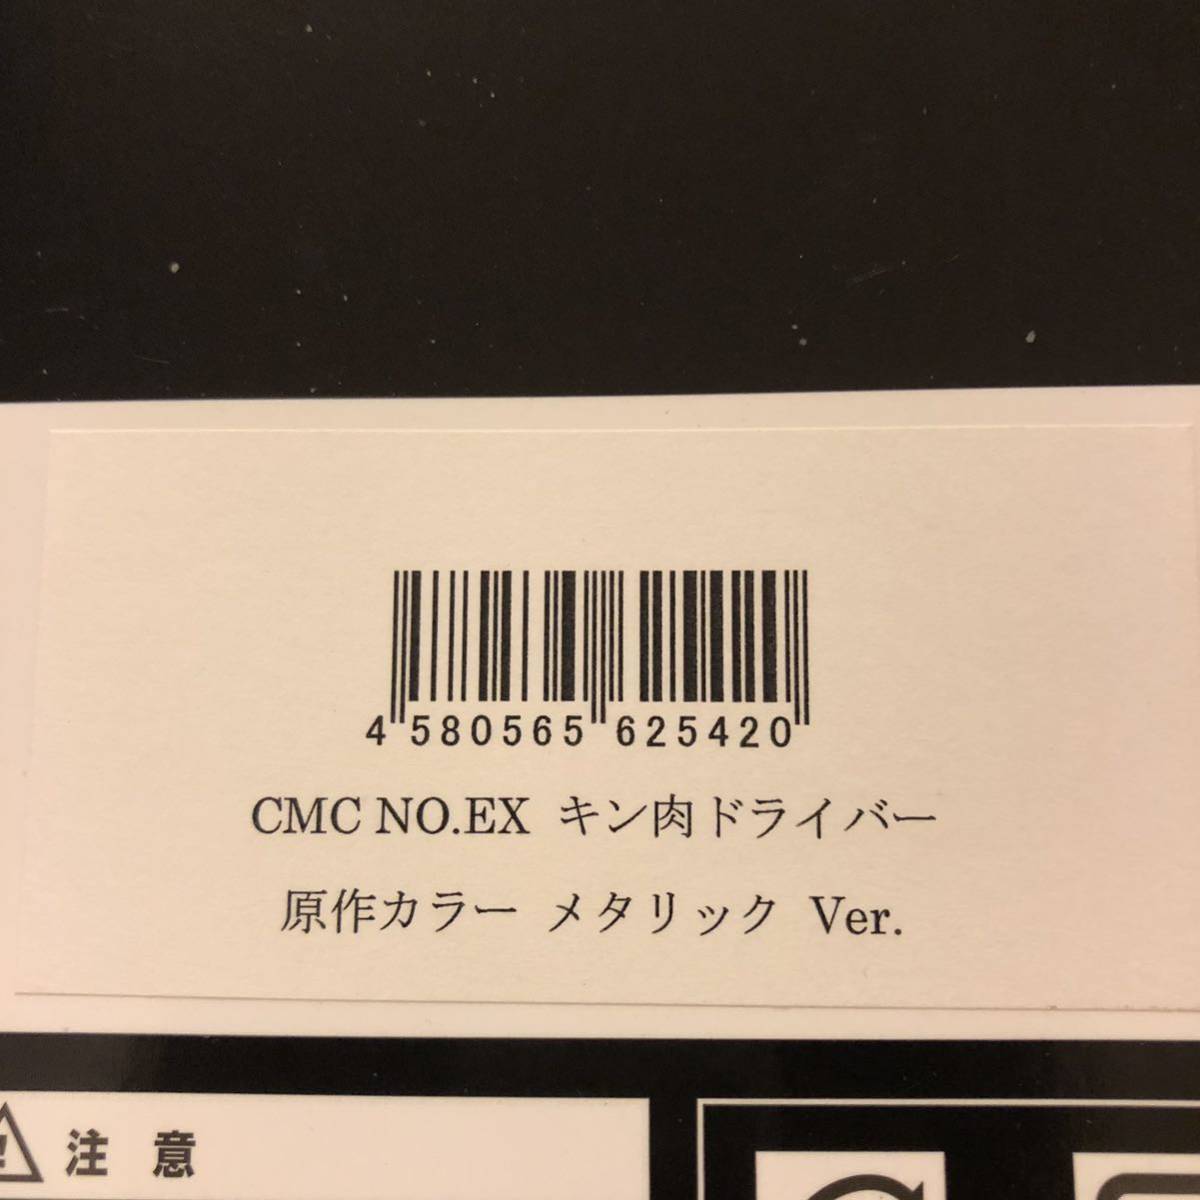 4 580565 625420
CMC NO.EX キン肉ドライバー
原作カラー メタリック Ver.
注意